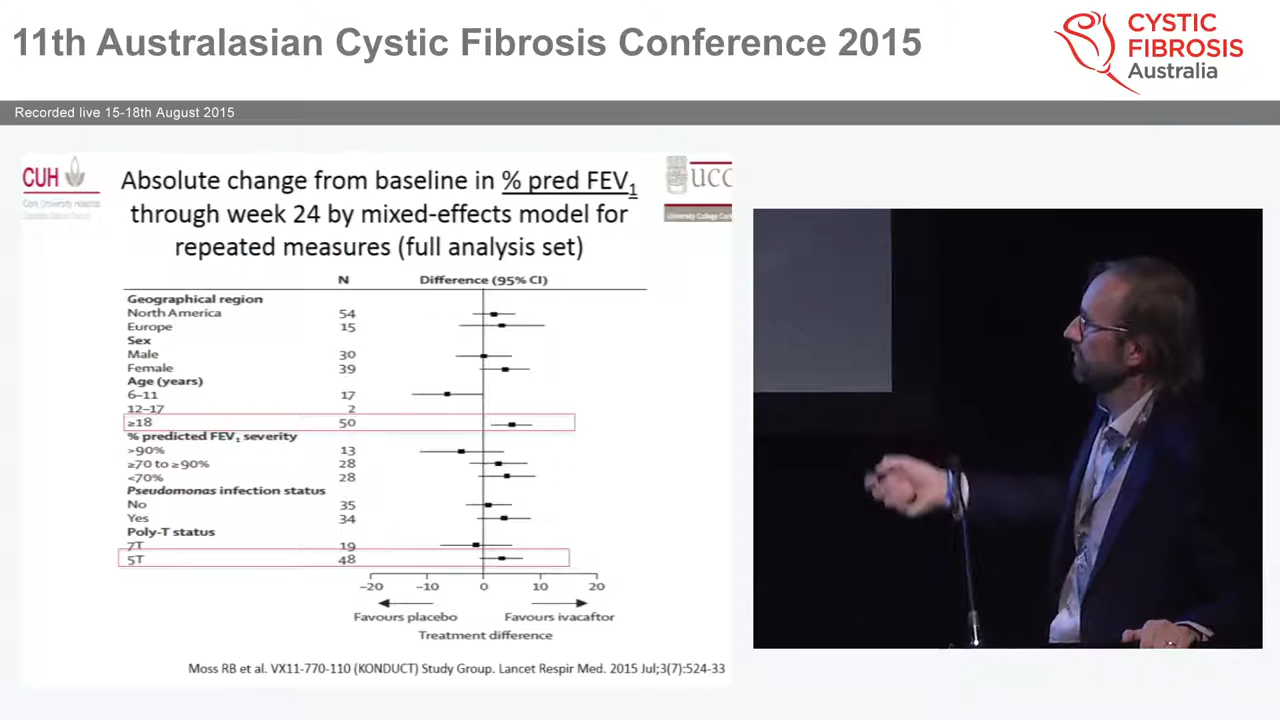 11th Australasian Cystic Fibrosis Conference 2015
CYSTIC
FIBROSIS
Australia
Recorded live 15-18th August 2015
CUH
Cork University Hospital
UCC
University College Cork
Absolute change from baseline in % pred FEV1
through week 24 by mixed-effects model for
repeated measures (full analysis set)
N Difference (95% CI)
Geographical region
North America 54
Europe 15
Sex
Male 30
Female 39
Age (years)
6–11 17
12–17 2
≥18 50
% predicted FEV1 severity
>90% 13
≥70 to ≥90% 28
<70% 28
Pseudomonas infection status
No 35
Yes 34
Poly-T status
7T 19
5T 48
−20 −10 0 10 20
Favours placebo Favours ivacaftor
Treatment difference
Moss RB et al. VX11-770-110 (KONDUCT) Study Group. Lancet Respir Med. 2015 Jul;3(7):524-33